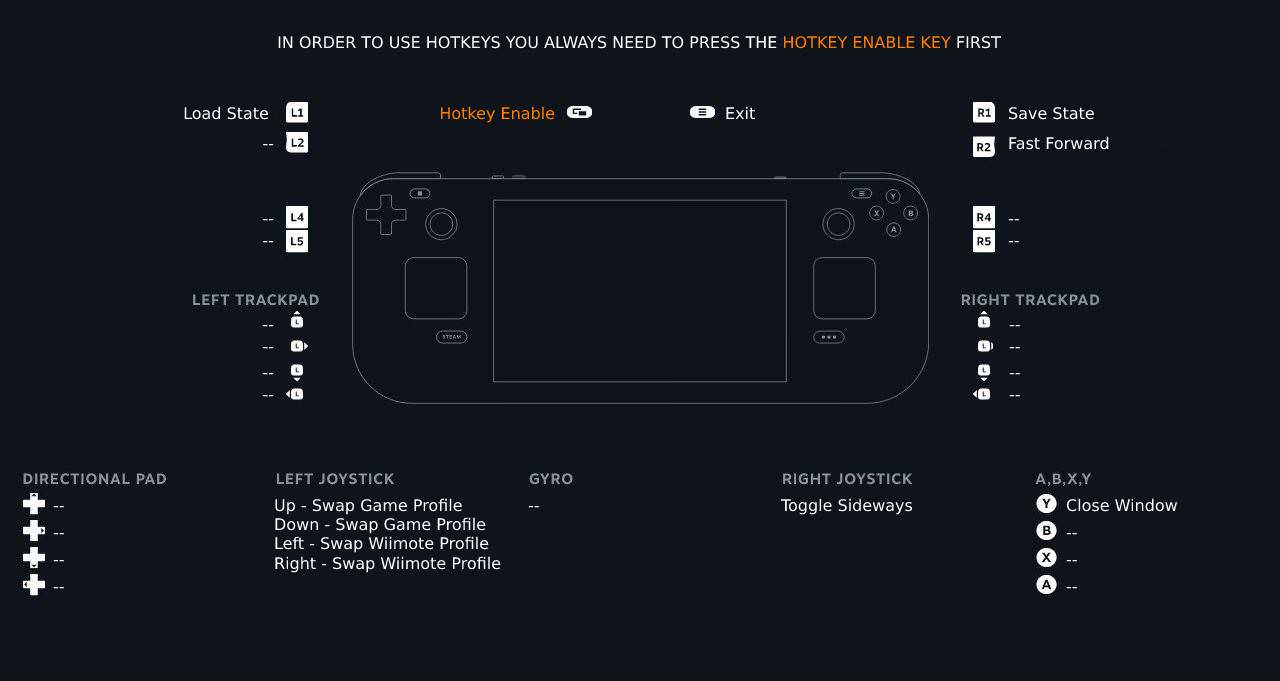 IN ORDER TO USE HOTKEYS YOU ALWAYS NEED TO PRESS THE HOTKEY ENABLE KEY FIRST
Load State L1
Hotkey Enable
Exit
R1 Save State
-- L2
R2 Fast Forward
Y
X B
A
-- L4
-- L5
R4 --
R5 --
LEFT TRACKPAD
-- L
-- L
-- L
-- L
STEAM
RIGHT TRACKPAD
L --
L --
L --
L --
DIRECTIONAL PAD
--
--
--
--
LEFT JOYSTICK
Up - Swap Game Profile
Down - Swap Game Profile
Left - Swap Wiimote Profile
Right - Swap Wiimote Profile
GYRO
--
RIGHT JOYSTICK
Toggle Sideways
A,B,X,Y
Y Close Window
B --
X --
A --